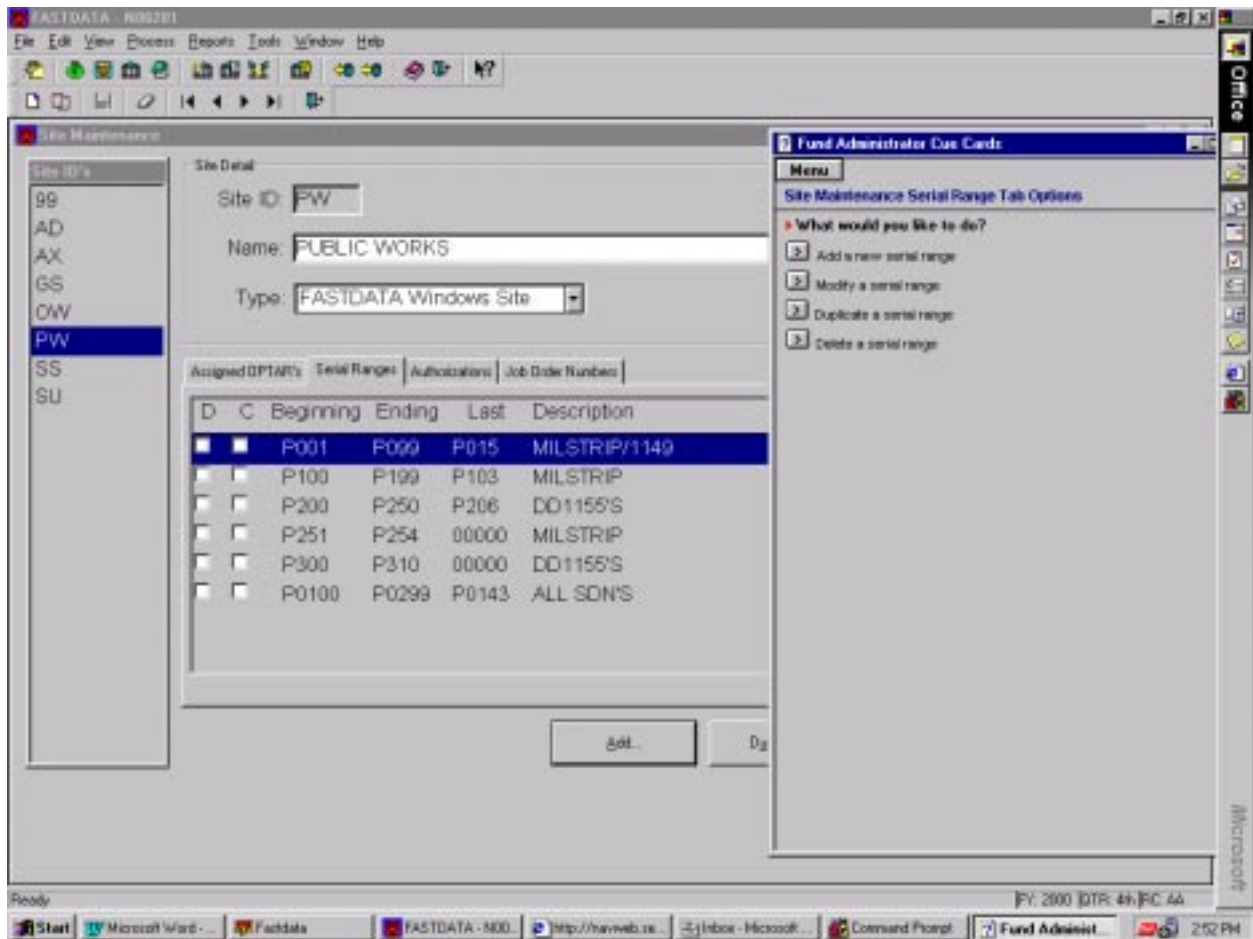 FASTDATA - N00281
File Edit View Process Reports Tools Window Help
Site Maintenance
Site ID's
99
AD
AX
GS
OW
PW
SS
SU
Site Detail
Site ID: PW
Name: PUBLIC WORKS
Type: FASTDATA Windows Site
Assigned OPTAR's Serial Ranges Authorizations Job Order Numbers
D C Beginning Ending Last Description
P001 P099 P015 MILSTRIP/1149
P100 P199 P103 MILSTRIP
P200 P250 P206 DD1155'S
P251 P254 00000 MILSTRIP
P300 P310 00000 DD1155'S
P0100 P0299 P0143 ALL SDN'S
Add...
Fund Administrator Cue Cards
Menu
Site Maintenance Serial Range Tab Options
What would you like to do?
Add a new serial range
Modify a serial range
Duplicate a serial range
Delete a serial range
Office
Microsoft
Ready
FY: 2000 QTR: 4th RC: AA
Start Microsoft Word - ... Fastdata FASTDATA - N00... Inbox - Microsoft ... Command Prompt Fund Administ... 2:52 PM